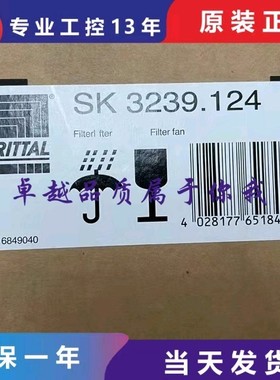 专业工控13年
原装正
RITTAL
SK 3239.124
Filterl lter
Filter fan
卓越品质属于你我
4 028177 65184
6849040
保一年
当天发货